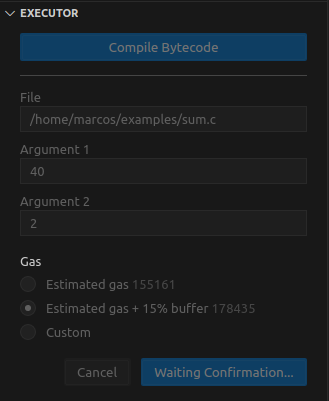 EXECUTOR
Compile Bytecode
File
/home/marcos/examples/sum.c
Argument 1
40
Argument 2
2
Gas
Estimated gas 155161
Estimated gas + 15% buffer 178435
Custom
Cancel
Waiting Confirmation...